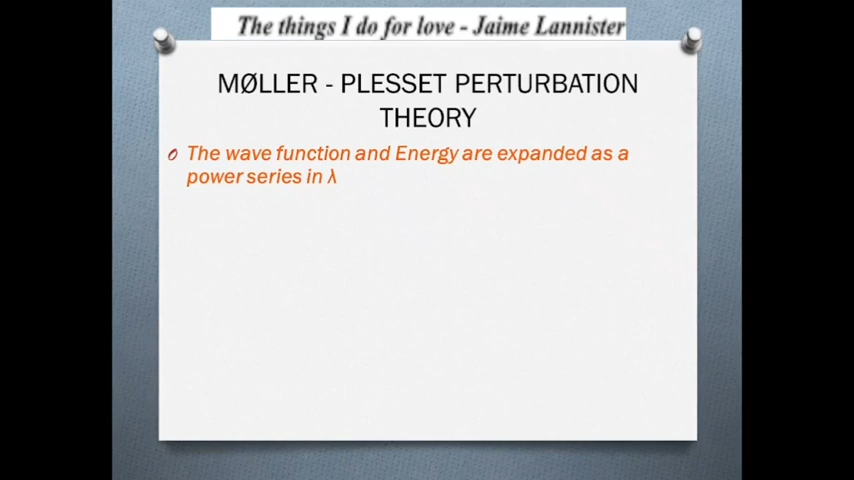 The things I do for love - Jaime Lannister
MØLLER - PLESSET PERTURBATION
THEORY
The wave function and Energy are expanded as a
power series in λ